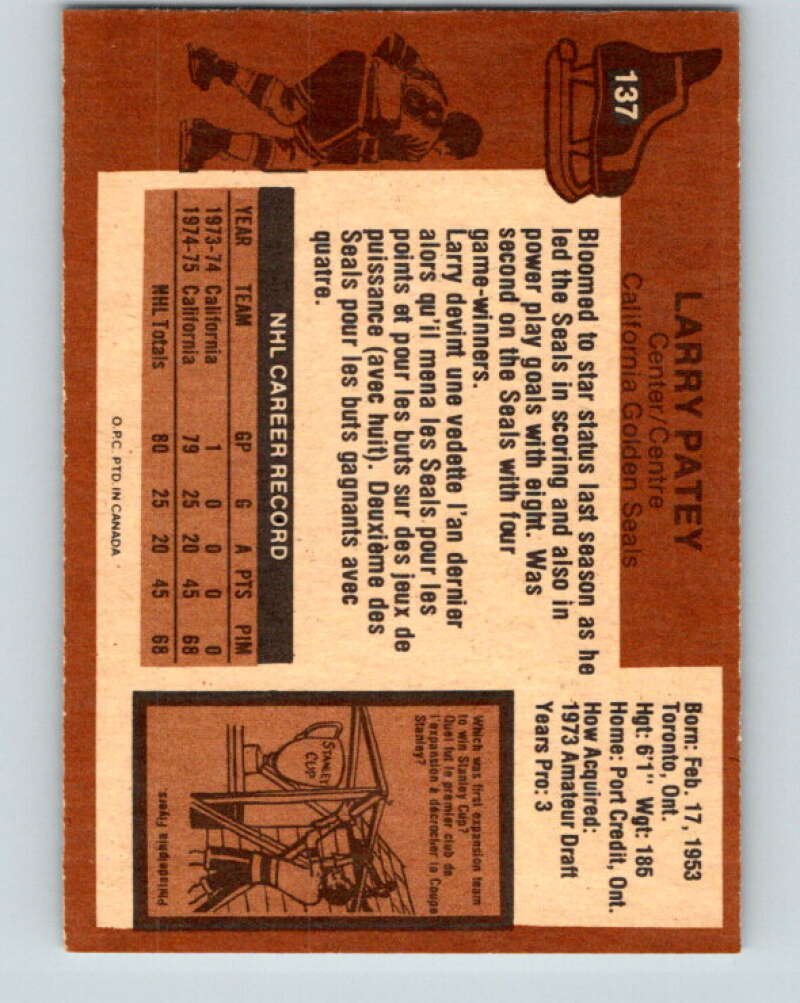 137
LARRY PATEY
Center/Centre
California Golden Seals
Bloomed to star status last season as he
led the Seals in scoring and also in
power play goals with eight. Was
second on the Seals with four
game-winners.
Larry devint une vedette l'an dernier
alors qu'il mena les Seals pour les
points et pour les buts sur des jeux de
puissance (avec huit). Deuxième des
Seals pour les buts gagnants avec
quatre.
NHL CAREER RECORD
YEAR TEAM GP G A PTS PIM
1973-74 California 1 0 0 0 0
1974-75 California 79 25 20 45 68
NHL Totals 80 25 20 45 68
O.P.C. PTD. IN CANADA
Born: Feb. 17, 1953
Toronto, Ont.
Hgt: 6'1" Wgt: 185
Home: Port Credit, Ont.
How Acquired:
1973 Amateur Draft
Years Pro: 3
Which was first expansion team
to win Stanley Cup?
Quel fut le premier club de
l'expansion à décrocher la Coupe
Stanley?
STANLEY
CUP
Philadelphia Flyers